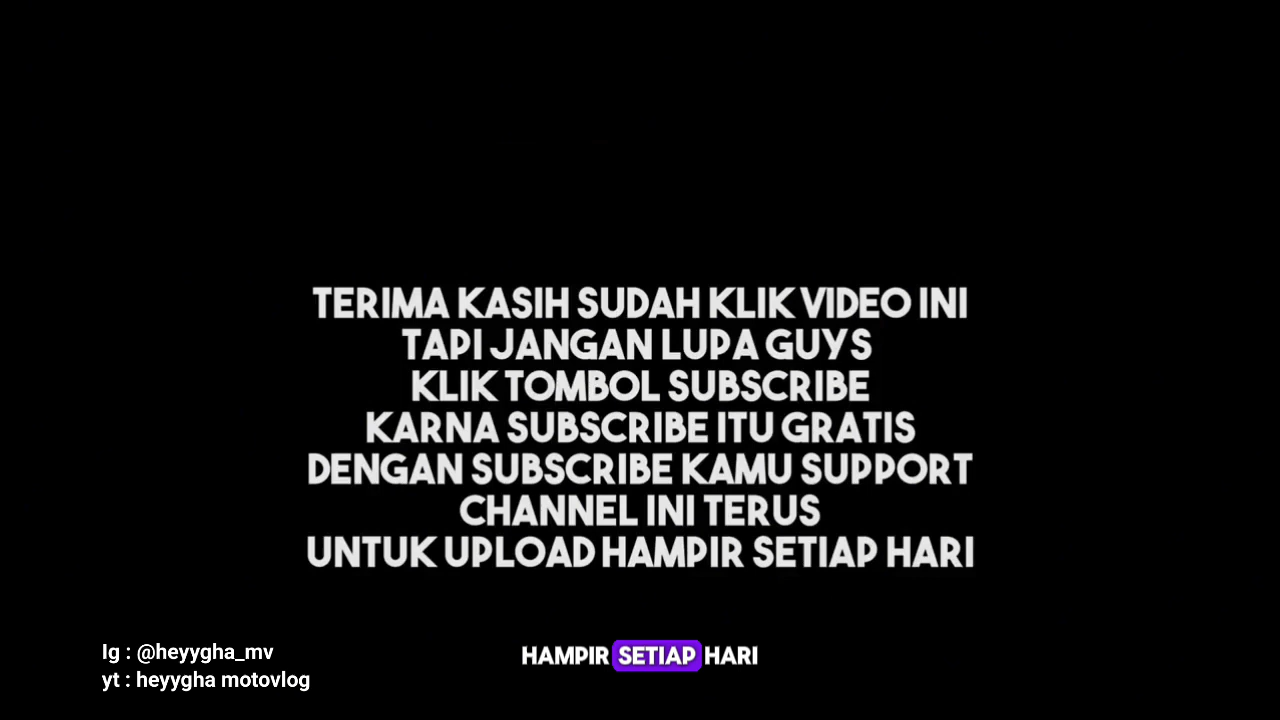 TERIMA KASIH SUDAH KLIK VIDEO INI
TAPI JANGAN LUPA GUYS
KLIK TOMBOL SUBSCRIBE
KARNA SUBSCRIBE ITU GRATIS
DENGAN SUBSCRIBE KAMU SUPPORT
CHANNEL INI TERUS
UNTUK UPLOAD HAMPIR SETIAP HARI
HAMPIR SETIAP HARI
Ig : @heyygha_mv
yt : heyygha motovlog